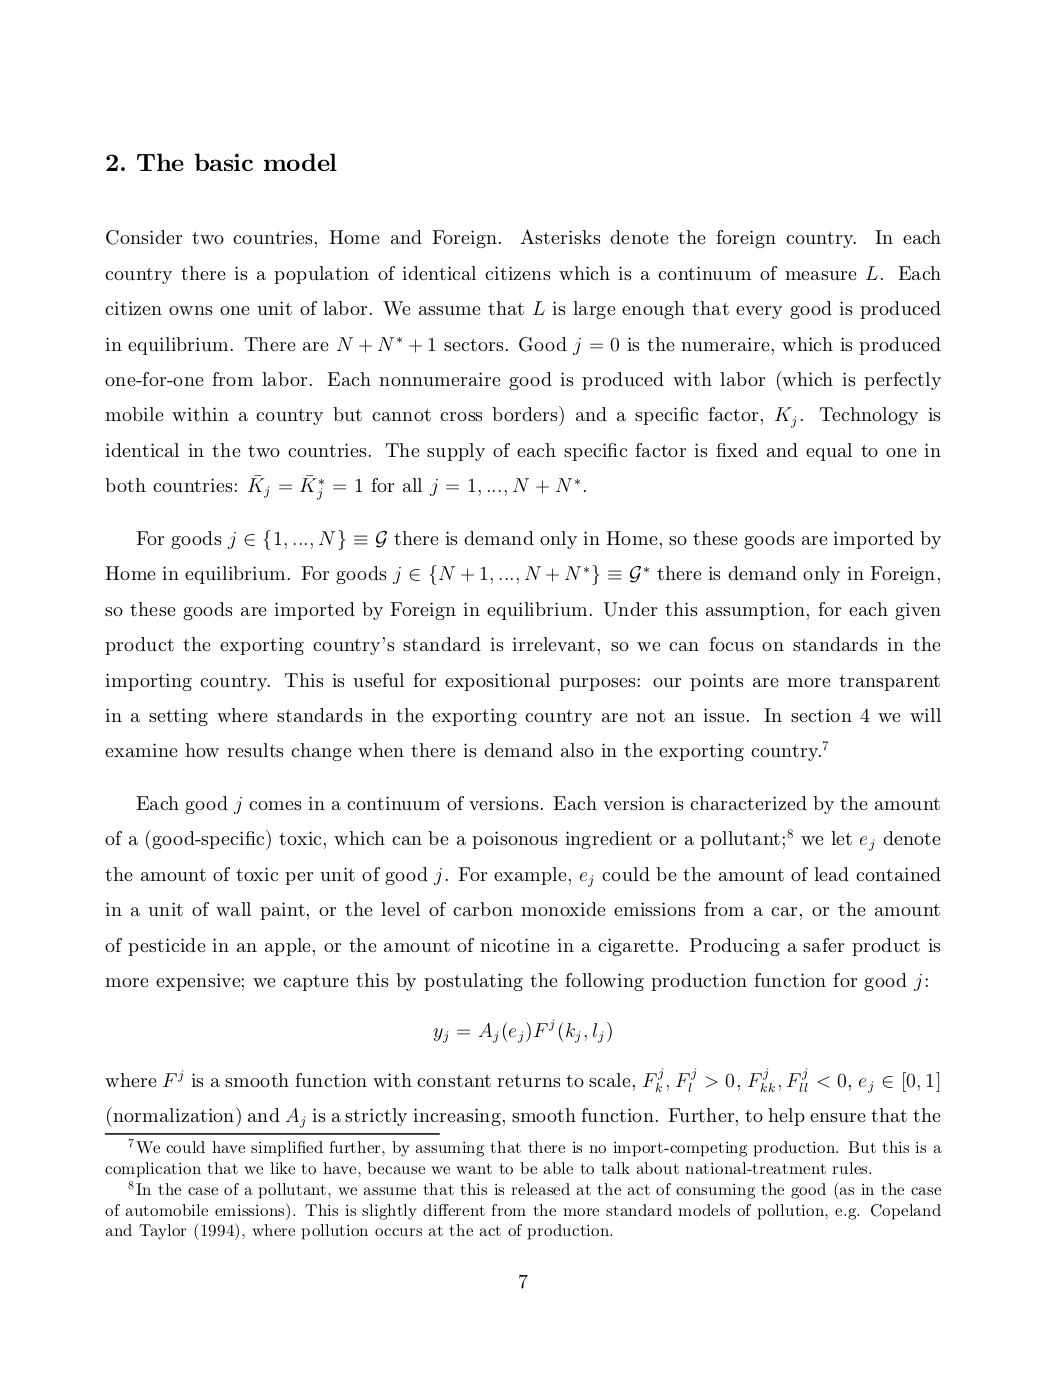 2. The basic model
Consider two countries, Home and Foreign. Asterisks denote the foreign country. In each
country there is a population of identical citizens which is a continuum of measure L. Each
citizen owns one unit of labor. We assume that L is large enough that every good is produced
in equilibrium. There are N + N* + 1 sectors. Good j = 0 is the numeraire, which is produced
one-for-one from labor. Each nonnumeraire good is produced with labor (which is perfectly
mobile within a country but cannot cross borders) and a specific factor, K_j. Technology is
identical in the two countries. The supply of each specific factor is fixed and equal to one in
both countries: K̄_j = K̄*_j = 1 for all j = 1, ..., N + N*.
For goods j ∈ {1, ..., N} ≡ 𝒢 there is demand only in Home, so these goods are imported by
Home in equilibrium. For goods j ∈ {N + 1, ..., N + N*} ≡ 𝒢* there is demand only in Foreign,
so these goods are imported by Foreign in equilibrium. Under this assumption, for each given
product the exporting country's standard is irrelevant, so we can focus on standards in the
importing country. This is useful for expositional purposes: our points are more transparent
in a setting where standards in the exporting country are not an issue. In section 4 we will
examine how results change when there is demand also in the exporting country.⁷
Each good j comes in a continuum of versions. Each version is characterized by the amount
of a (good-specific) toxic, which can be a poisonous ingredient or a pollutant;⁸ we let e_j denote
the amount of toxic per unit of good j. For example, e_j could be the amount of lead contained
in a unit of wall paint, or the level of carbon monoxide emissions from a car, or the amount
of pesticide in an apple, or the amount of nicotine in a cigarette. Producing a safer product is
more expensive; we capture this by postulating the following production function for good j:
y_j = A_j(e_j)F^j(k_j, l_j)
where F^j is a smooth function with constant returns to scale, F^j_k, F^j_l > 0, F^j_kk, F^j_ll < 0, e_j ∈ [0, 1]
(normalization) and A_j is a strictly increasing, smooth function. Further, to help ensure that the
⁷We could have simplified further, by assuming that there is no import-competing production. But this is a
complication that we like to have, because we want to be able to talk about national-treatment rules.
⁸In the case of a pollutant, we assume that this is released at the act of consuming the good (as in the case
of automobile emissions). This is slightly different from the more standard models of pollution, e.g. Copeland
and Taylor (1994), where pollution occurs at the act of production.
7